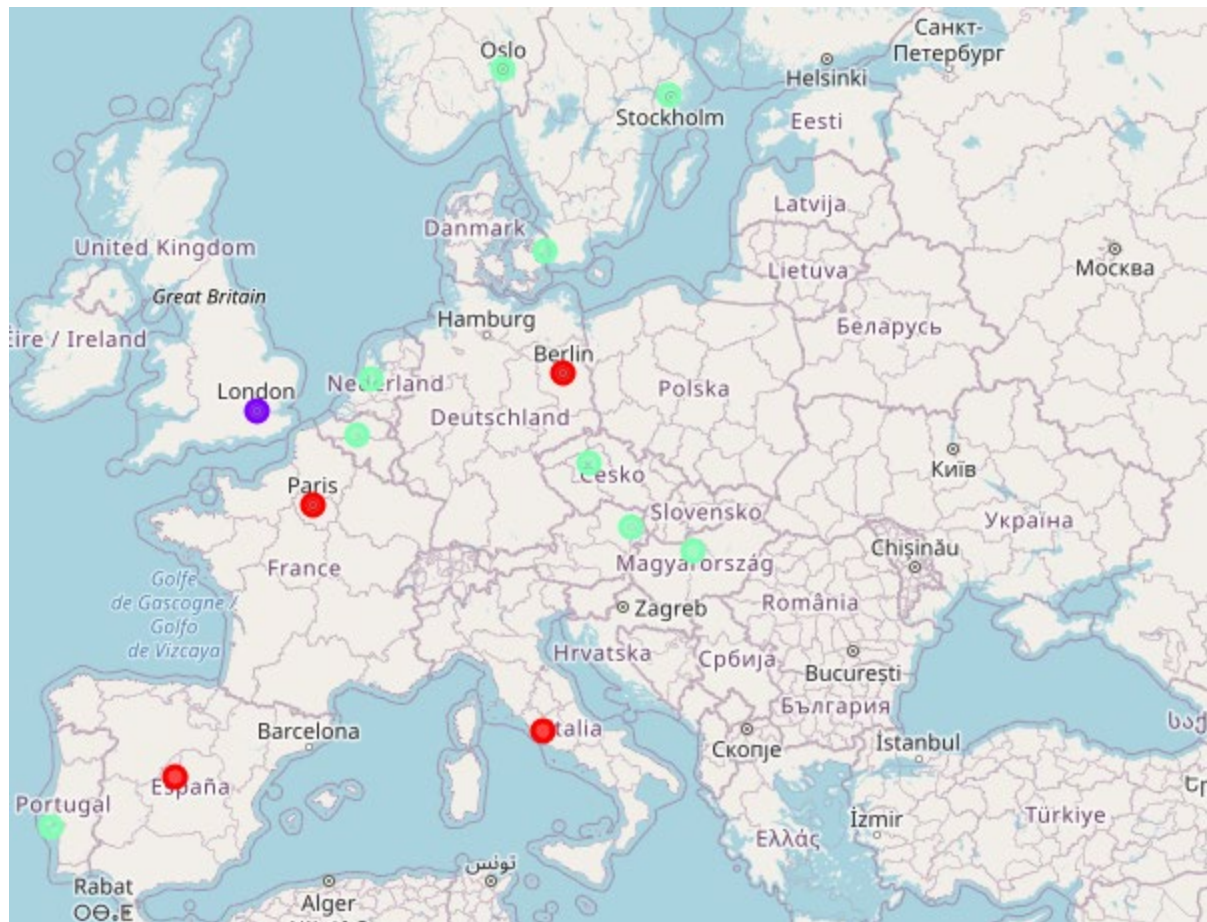 Санкт-
Петербург
Oslo
Helsinki
Stockholm
Eesti
Latvija
Danmark
United Kingdom
Москва
Lietuva
Great Britain
Éire / Ireland
Hamburg
Беларусь
Berlin
Nederland
Polska
London
Deutschland
Київ
Česko
Paris
Slovensko
Україна
Chișinău
France
Magyarország
Golfe
de Gascogne /
Golfo
de Vizcaya
România
Zagreb
Hrvatska
Србија
București
България
Barcelona
Italia
Скопје
İstanbul
España
Portugal
İzmir
Türkiye
Ελλάς
تونس
Rabat
Alger